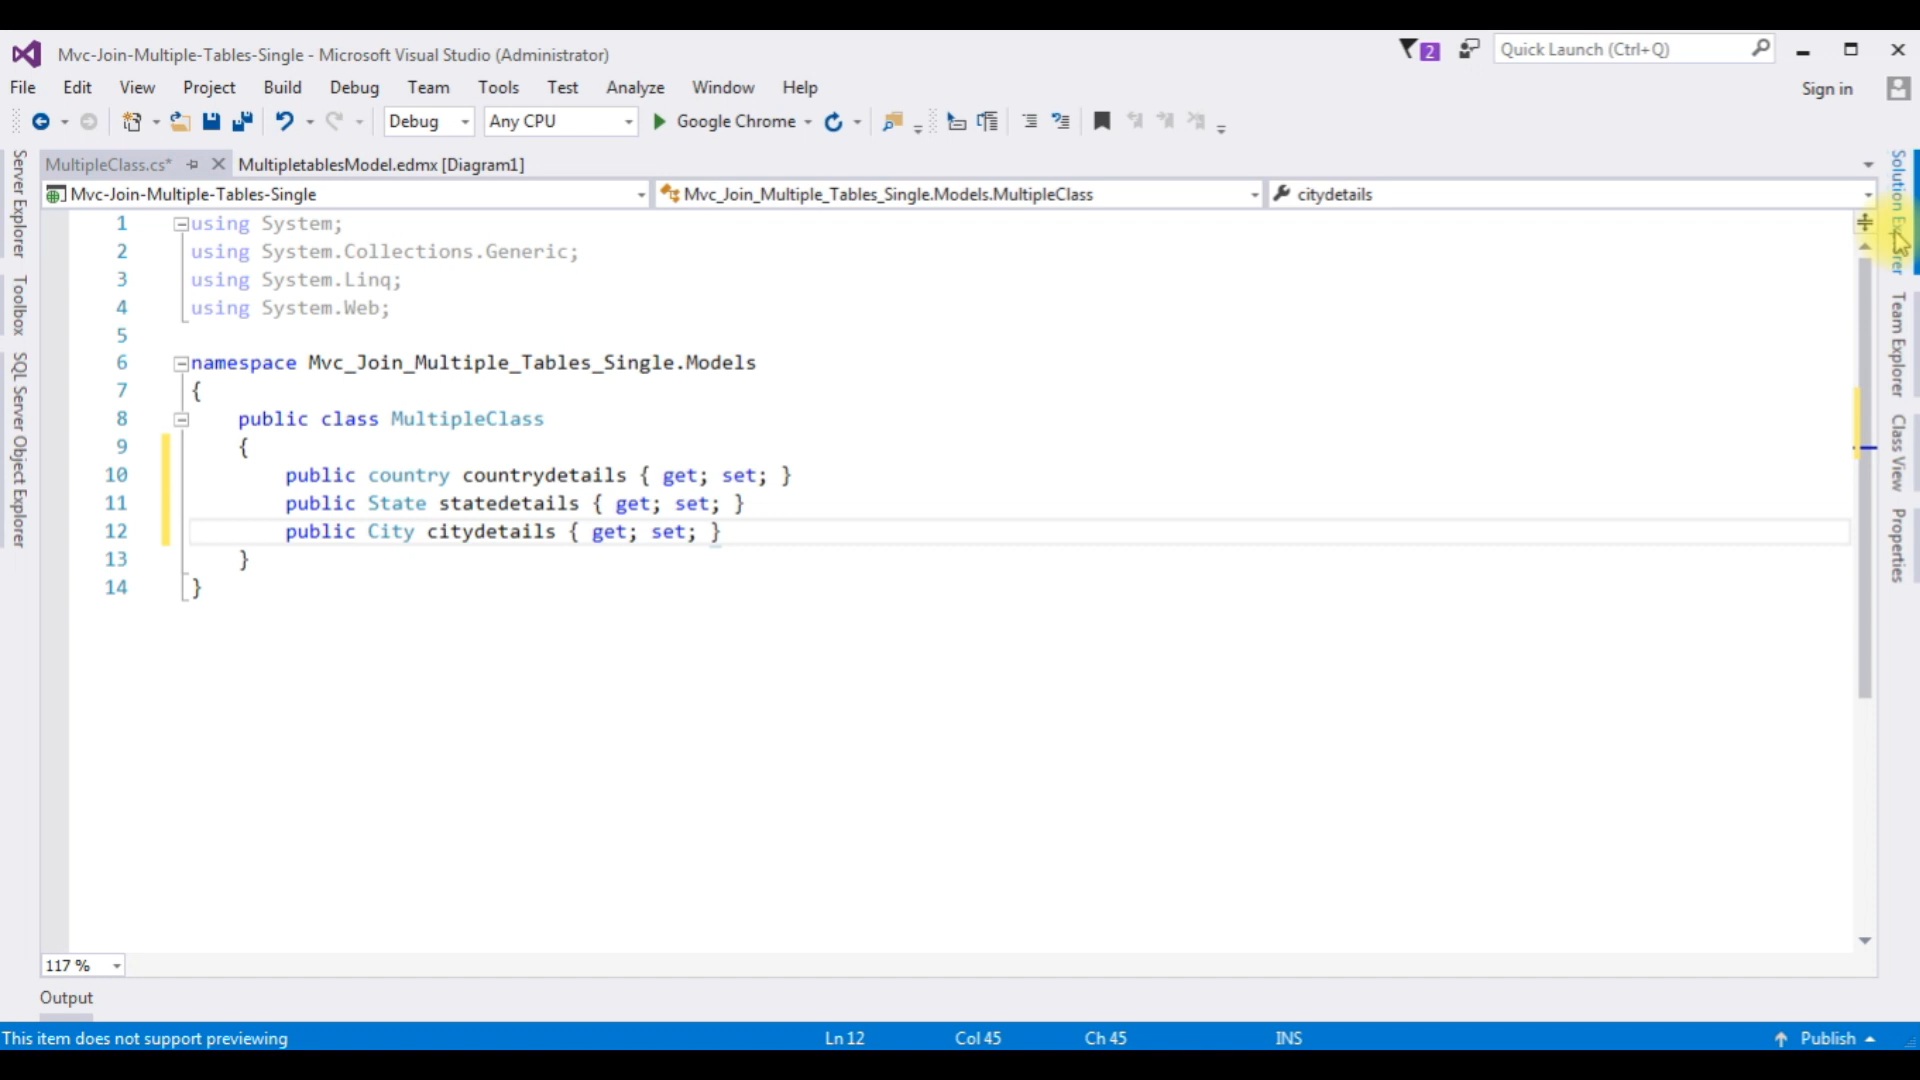 Mvc-Join-Multiple-Tables-Single - Microsoft Visual Studio (Administrator)
2
Quick Launch (Ctrl+Q)
File Edit View Project Build Debug Team Tools Test Analyze Window Help
Sign in
Debug Any CPU Google Chrome
MultipleClass.cs* MultipletablesModel.edmx [Diagram1]
Mvc-Join-Multiple-Tables-Single Mvc_Join_Multiple_Tables_Single.Models.MultipleClass citydetails
Server Explorer
Toolbox
SQL Server Object Explorer
1 using System;
2 using System.Collections.Generic;
3 using System.Linq;
4 using System.Web;
5
6 namespace Mvc_Join_Multiple_Tables_Single.Models
7 {
8 public class MultipleClass
9 {
10 public country countrydetails { get; set; }
11 public State statedetails { get; set; }
12 public City citydetails { get; set; }
13 }
14 }
Solution Explorer
Team Explorer
Class View
Properties
117 %
Output
This item does not support previewing Ln 12 Col 45 Ch 45 INS Publish